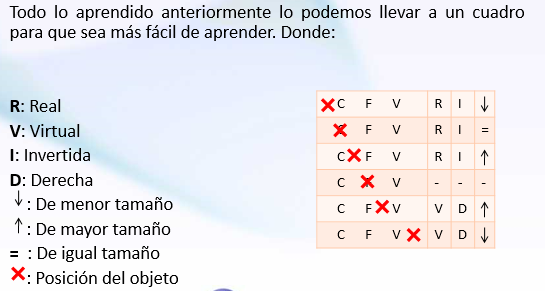 Todo lo aprendido anteriormente lo podemos llevar a un cuadro
para que sea más fácil de aprender. Donde:
R: Real
V: Virtual
I: Invertida
D: Derecha
↓: De menor tamaño
↑: De mayor tamaño
= : De igual tamaño
❌: Posición del objeto
❌C F V R I ↓
❌ F V R I =
C❌F V R I ↑
C ❌ V - - -
C F❌V V D ↑
C F V❌ V D ↓